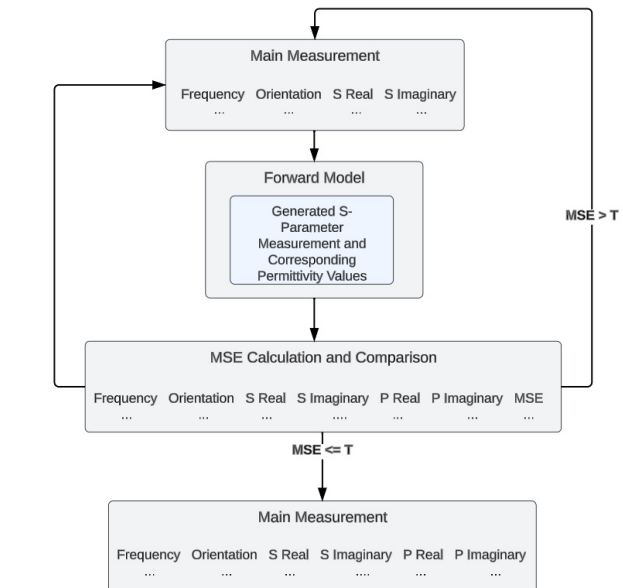 Main Measurement
Frequency Orientation S Real S Imaginary
... ... ... ...
Forward Model
Generated S-
Parameter
Measurement and
Corresponding
Permittivity Values
MSE > T
MSE Calculation and Comparison
Frequency Orientation S Real S Imaginary P Real P Imaginary MSE
... ... ... .... ... ... ...
MSE <= T
Main Measurement
Frequency Orientation S Real S Imaginary P Real P Imaginary
... ... ... .... ... ...